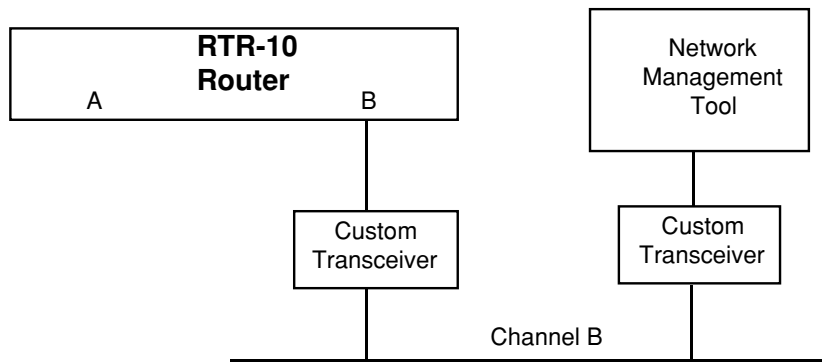 RTR-10
Router
A B
Network
Management
Tool
Custom
Transceiver
Custom
Transceiver
Channel B